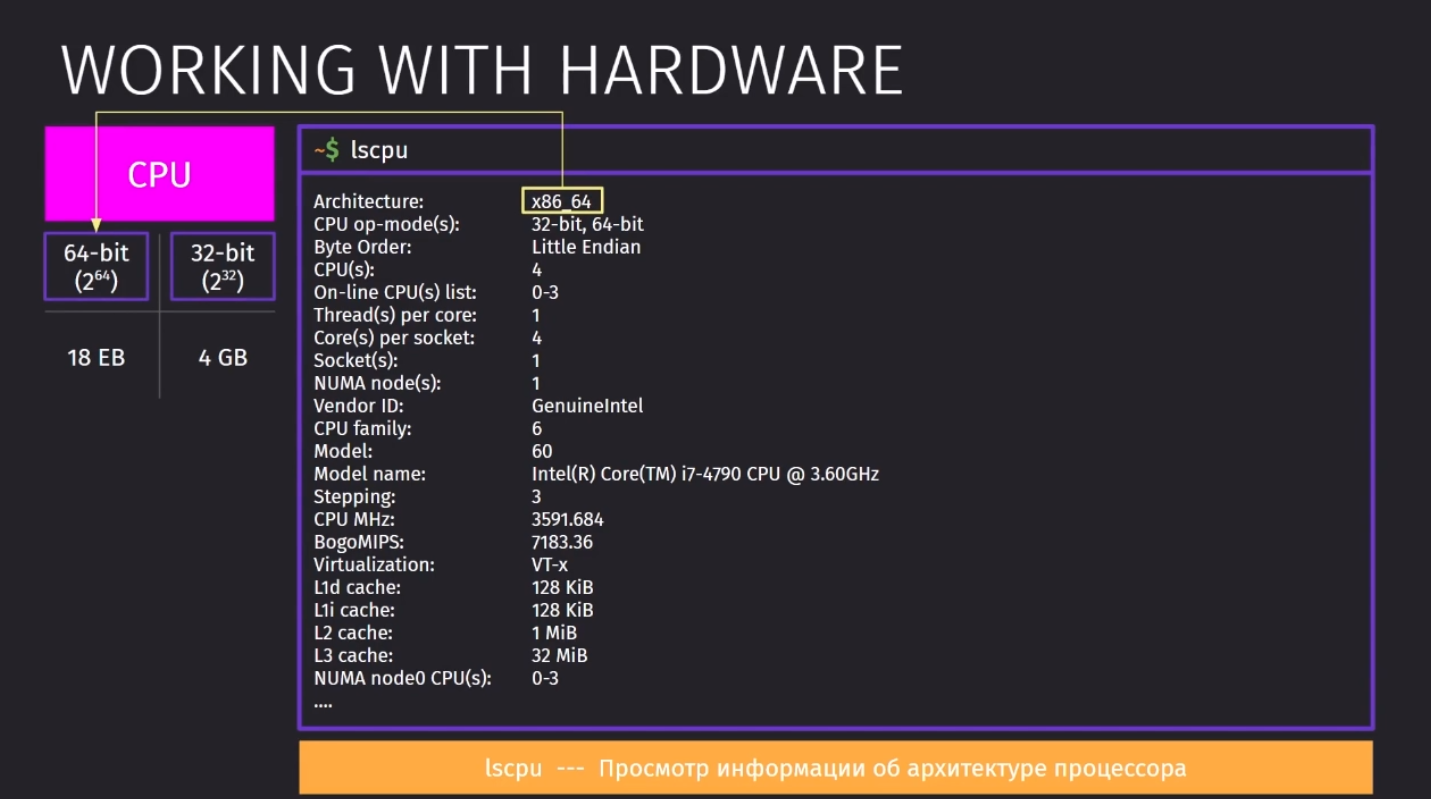 WORKING WITH HARDWARE
CPU
64-bit
(2⁶⁴)
32-bit
(2³²)
18 EB
4 GB
~$ lscpu
Architecture: x86_64
CPU op-mode(s): 32-bit, 64-bit
Byte Order: Little Endian
CPU(s): 4
On-line CPU(s) list: 0-3
Thread(s) per core: 1
Core(s) per socket: 4
Socket(s): 1
NUMA node(s): 1
Vendor ID: GenuineIntel
CPU family: 6
Model: 60
Model name: Intel(R) Core(TM) i7-4790 CPU @ 3.60GHz
Stepping: 3
CPU MHz: 3591.684
BogoMIPS: 7183.36
Virtualization: VT-x
L1d cache: 128 KiB
L1i cache: 128 KiB
L2 cache: 1 MiB
L3 cache: 32 MiB
NUMA node0 CPU(s): 0-3
....
lscpu --- Просмотр информации об архитектуре процессора